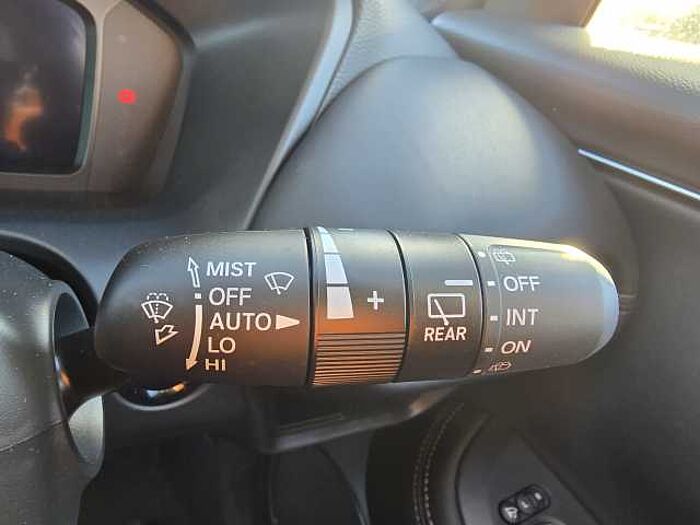 MIST
OFF
AUTO
LO
HI
+
REAR
OFF
INT
ON